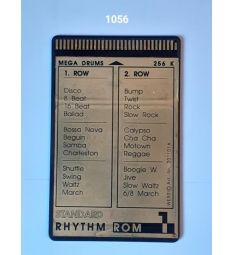 1056
MEGA DRUMS 256 K
1. ROW 2. ROW
Disco Bump
8 Beat Twist
16 Beat Rock
Ballad Slow Rock
Bossa Nova Calypso
Beguin Cha Cha
Samba Motown
Charleston Reggae
Shuffle Boogie W.
Swing Jive
Waltz Slow Waltz
March 6/8 March
STANDARD
RHYTHM ROM 1